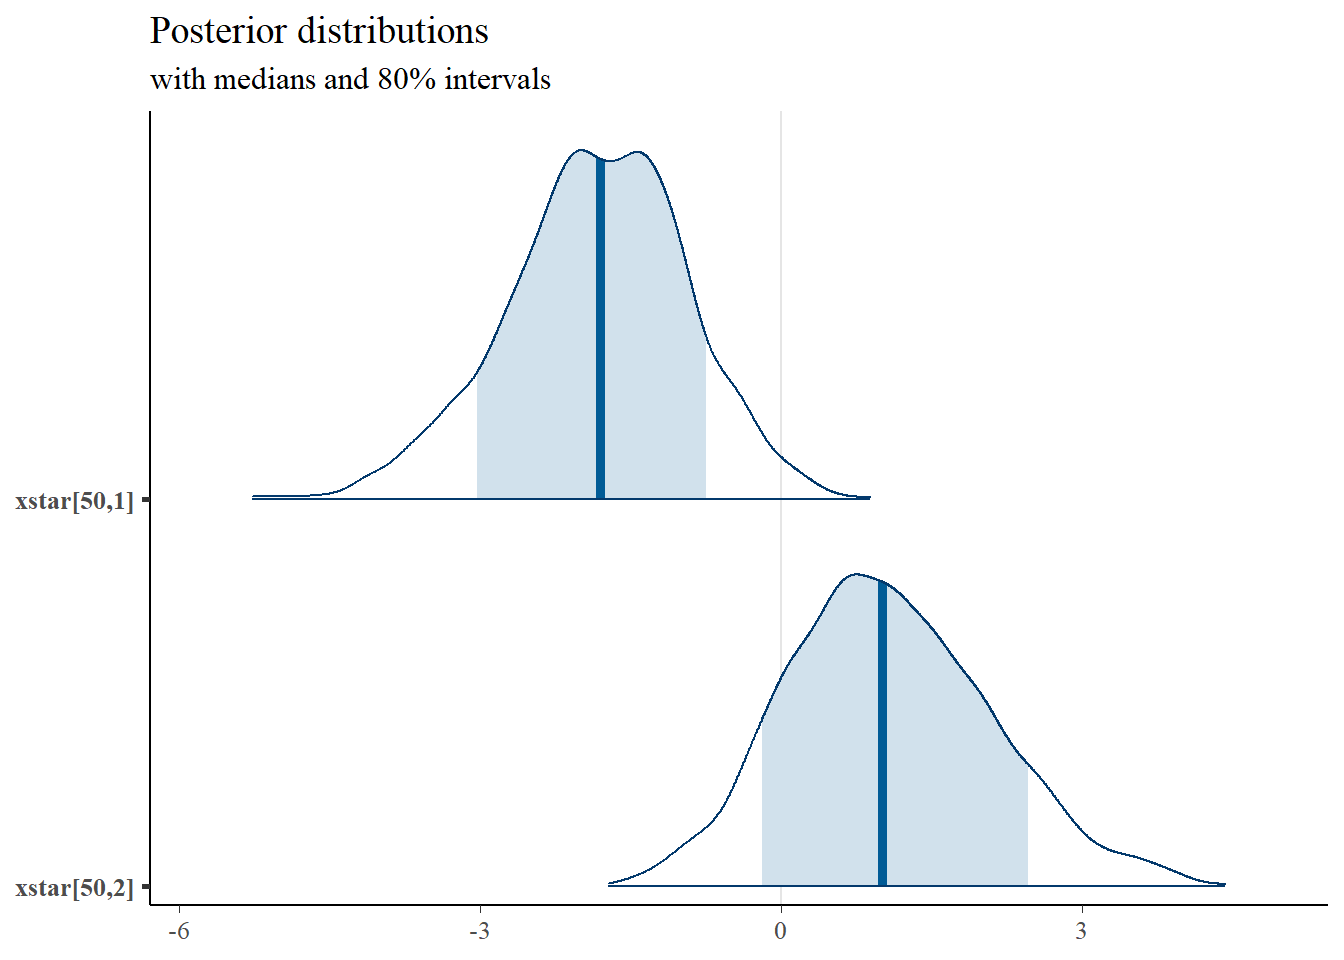 Posterior distributions
with medians and 80% intervals
xstar[50,1]
xstar[50,2]
-6 -3 0 3